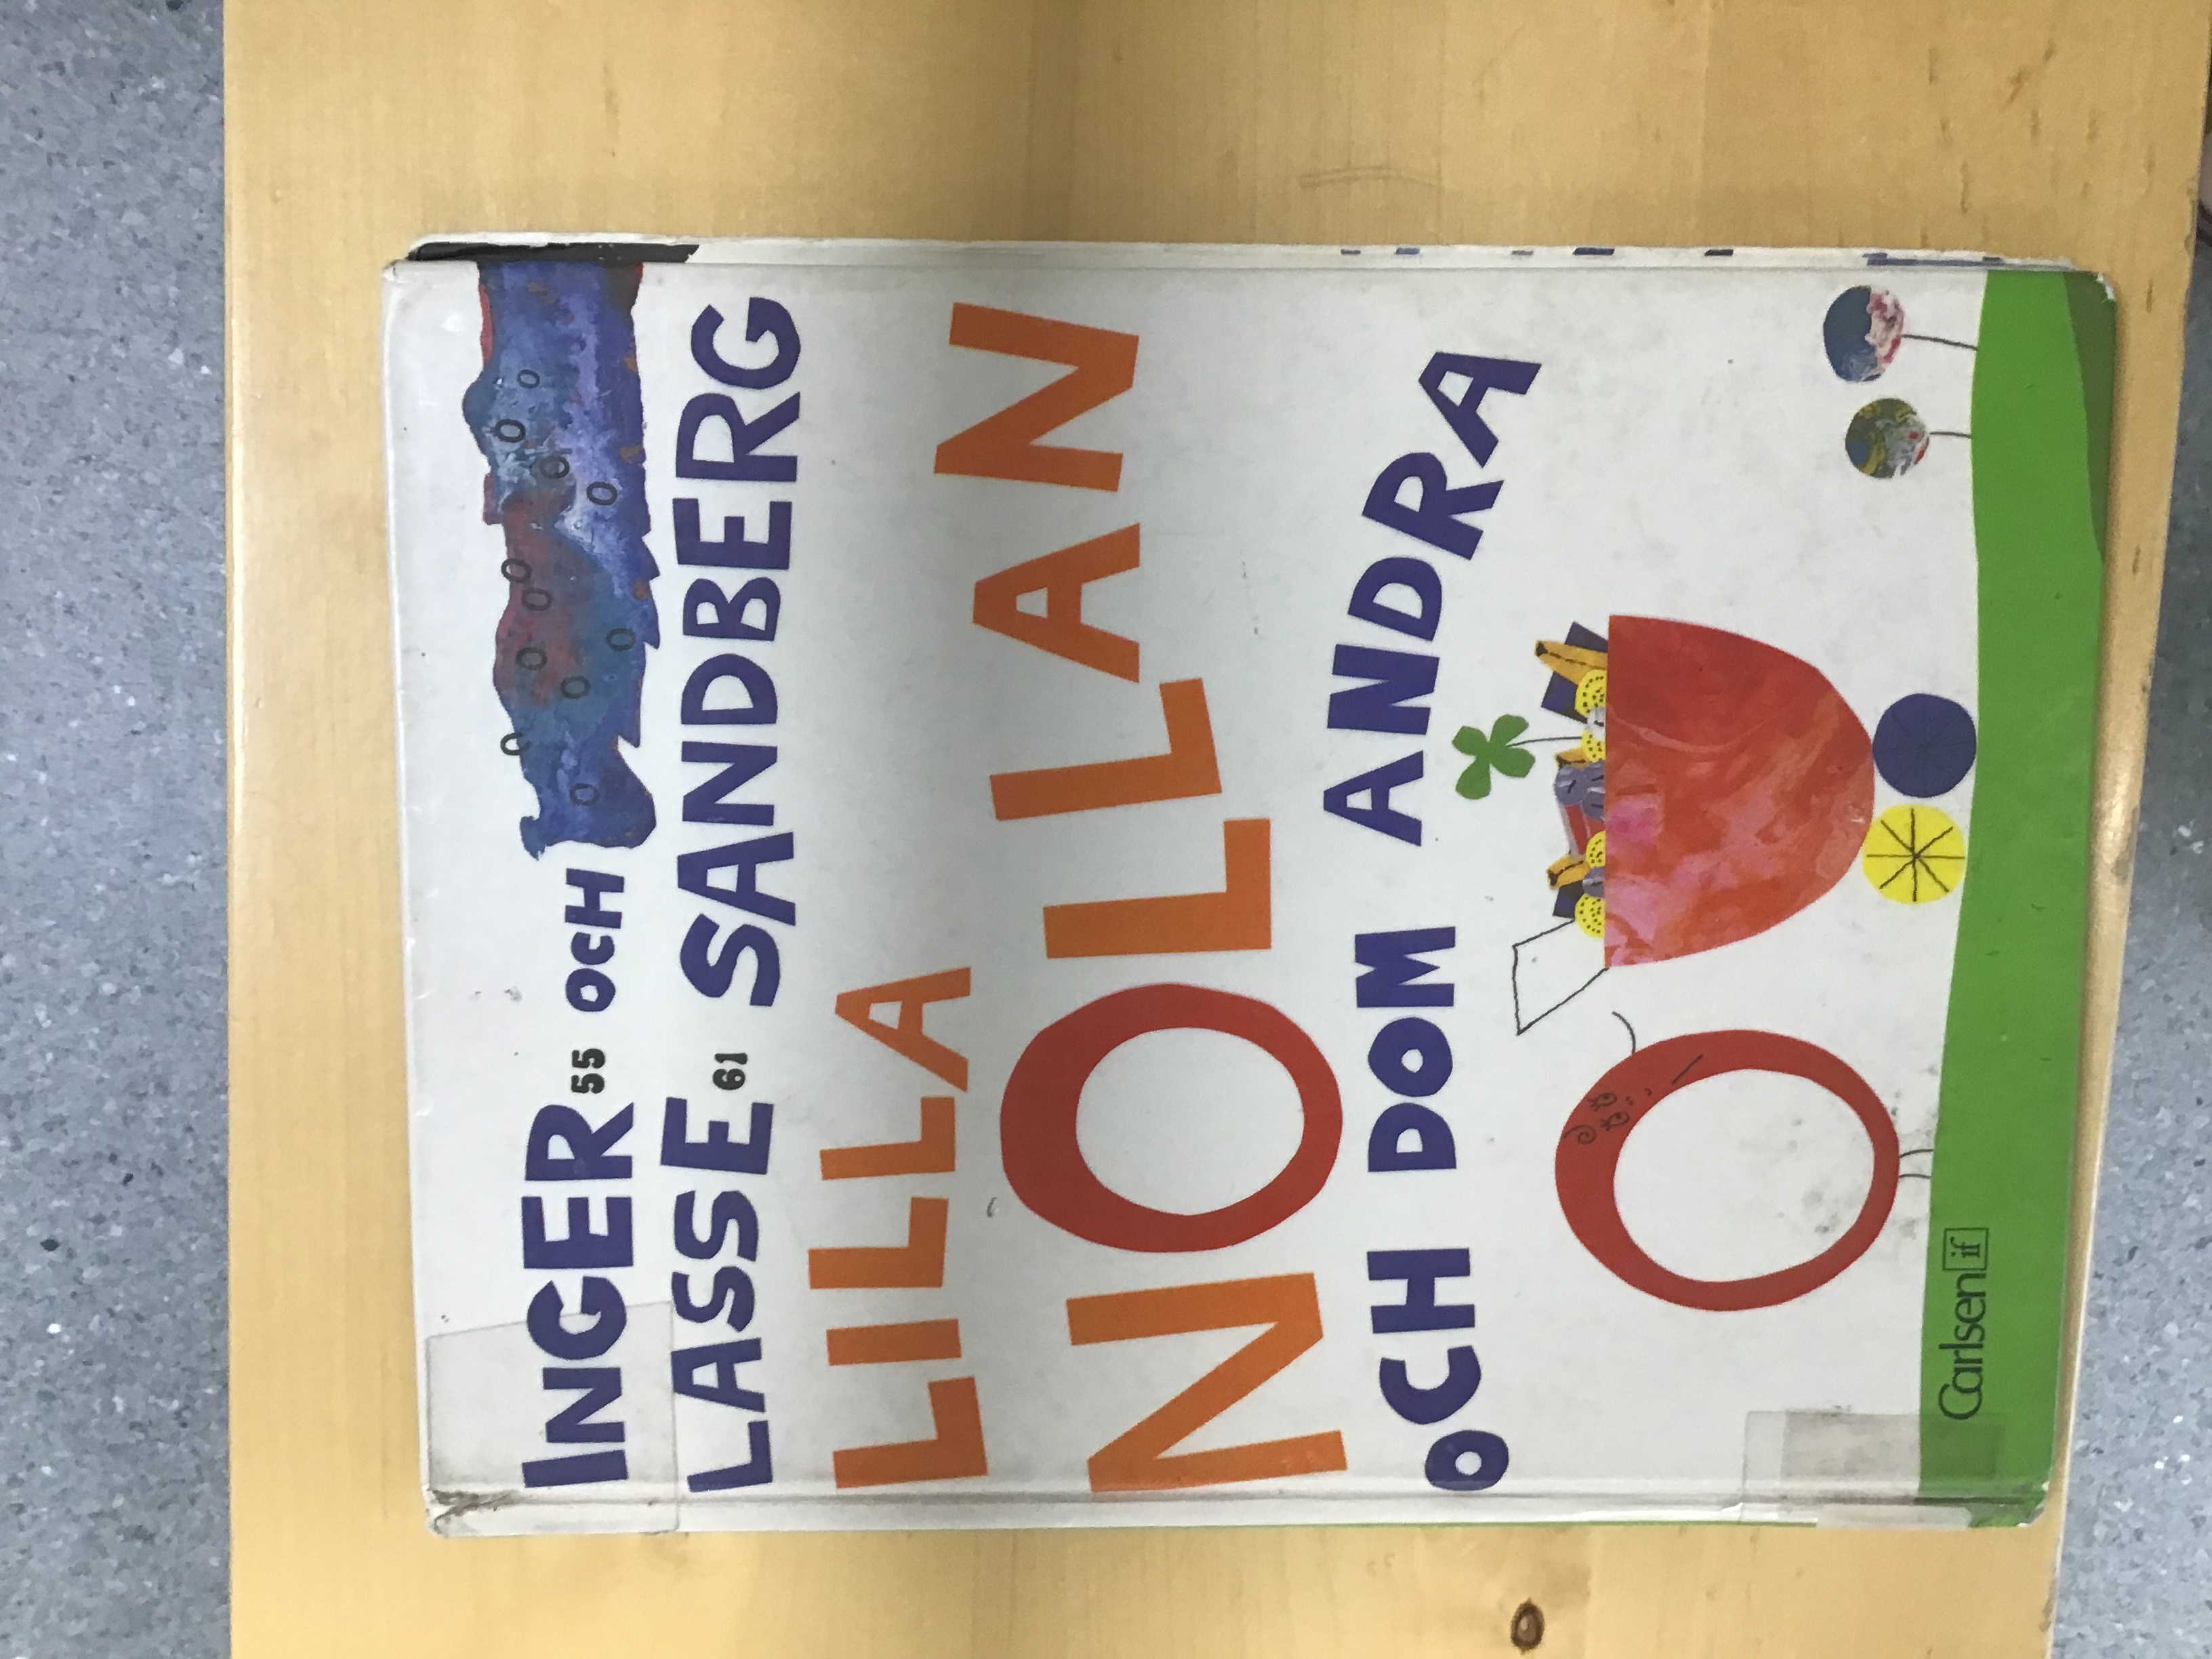 INGER 55 OCH
LASSE 61 SANDBERG
LILLA
NOLLAN
OCH DOM ANDRA
Carlsen if